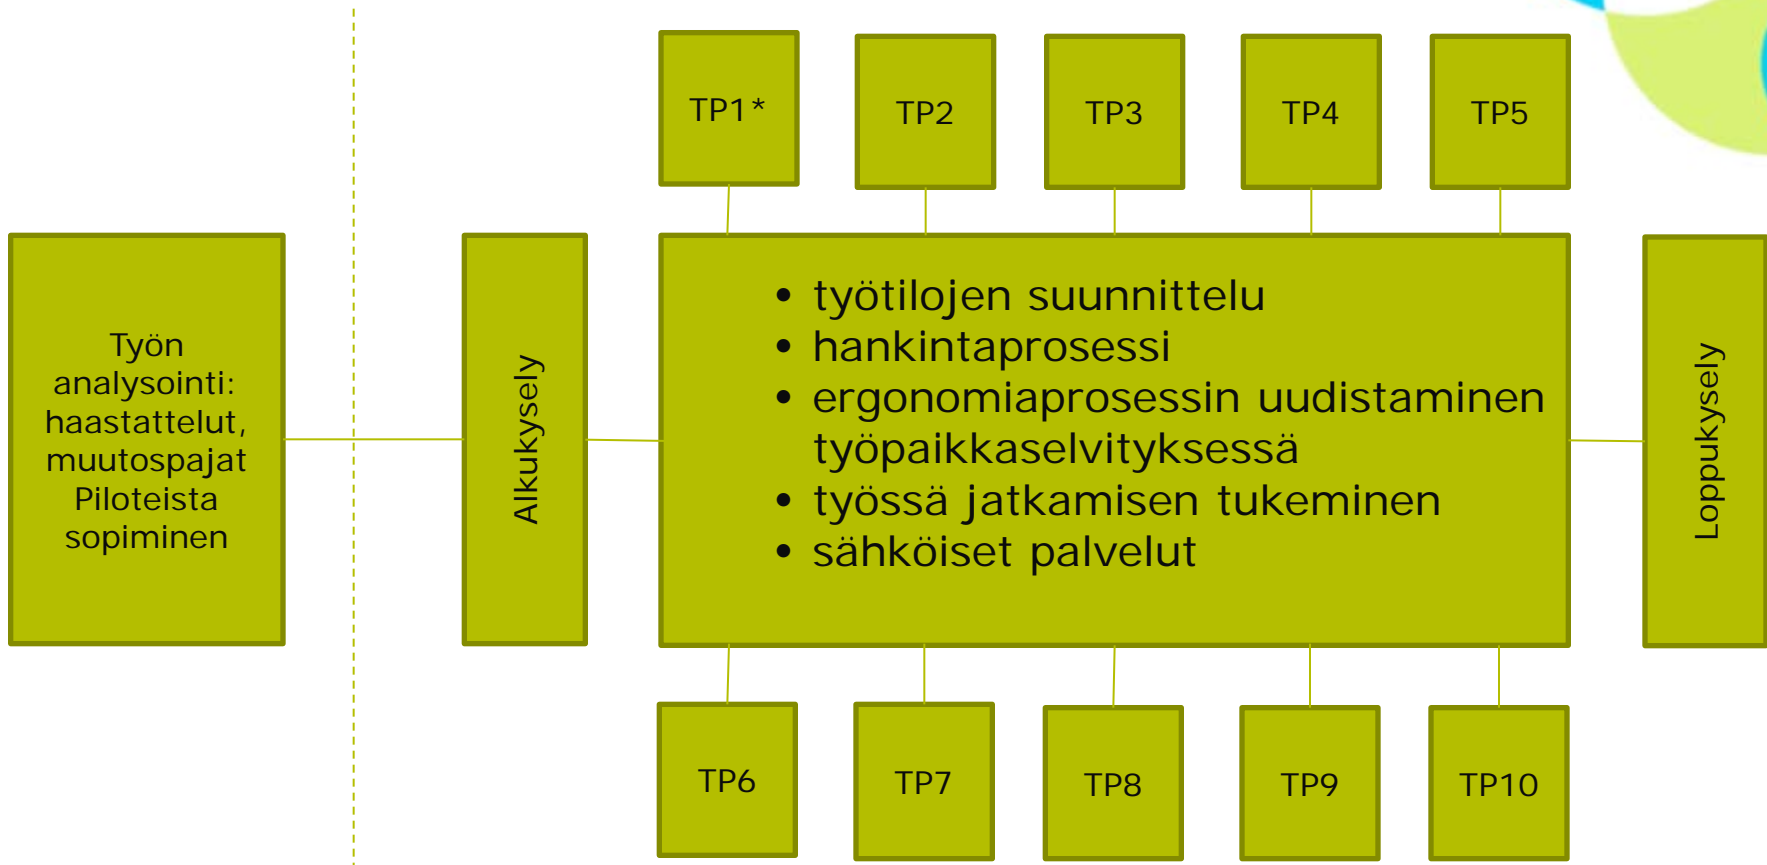 TP1*
TP2
TP3
TP4
TP5
Työn
analysointi:
haastattelut,
muutospajat
Piloteista
sopiminen
Alkukysely
• työtilojen suunnittelu
• hankintaprosessi
• ergonomiaprosessin uudistaminen
työpaikkaselvityksessä
• työssä jatkamisen tukeminen
• sähköiset palvelut
Loppukysely
TP6
TP7
TP8
TP9
TP10